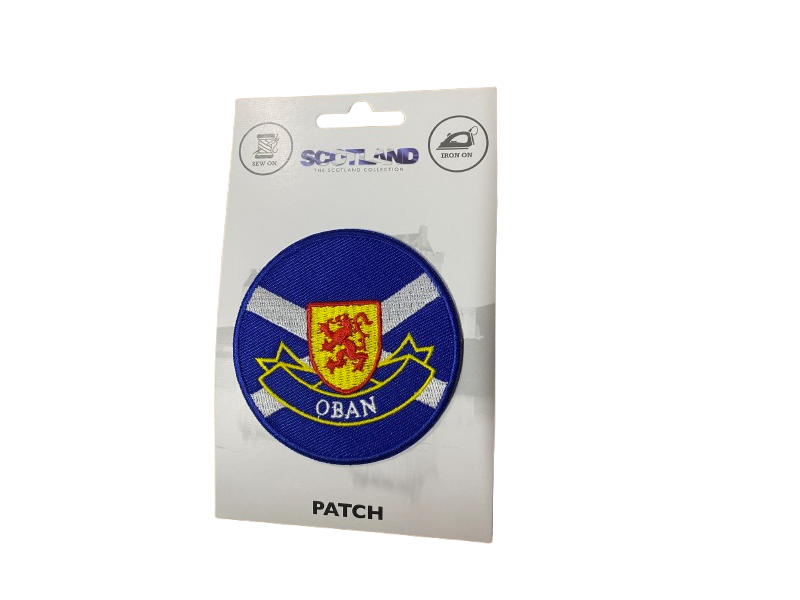 SEW ON
SCOTLAND
THE SCOTLAND COLLECTION
IRON ON
OBAN
PATCH